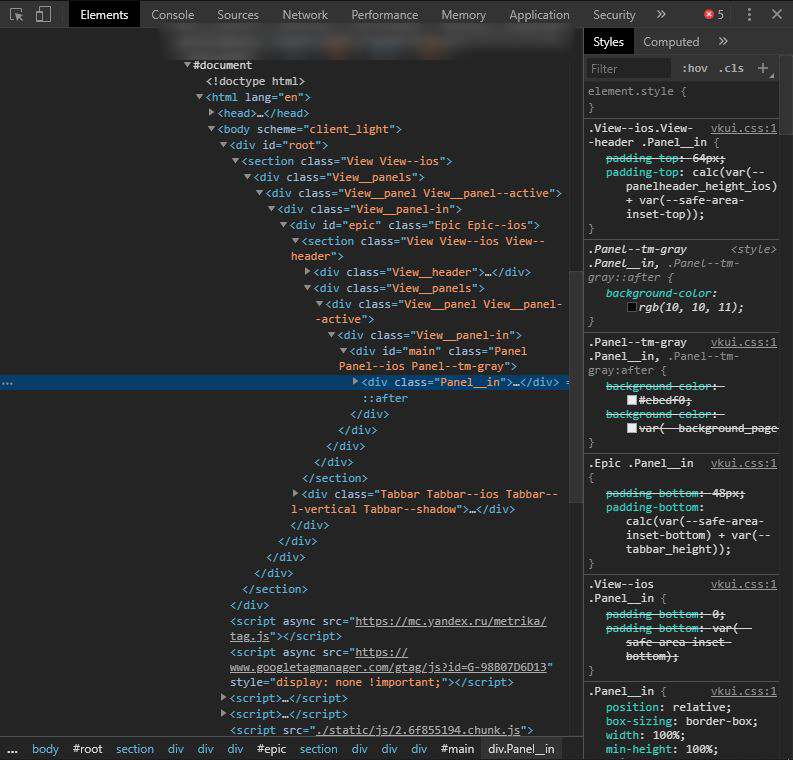 Elements Console Sources Network Performance Memory Application Security » 5
#document
<!doctype html>
<html lang="en">
<head>…</head>
<body scheme="client_light">
<div id="root">
<section class="View View--ios">
<div class="View__panels">
<div class="View__panel View__panel--active">
<div class="View__panel-in">
<div id="epic" class="Epic Epic--ios">
<section class="View View--ios View--
header">
<div class="View__header">…</div>
<div class="View__panels">
<div class="View__panel View__panel-
-active">
<div class="View__panel-in">
<div id="main" class="Panel
Panel--ios Panel--tm-gray">
… <div class="Panel__in">…</div> =
::after
</div>
</div>
</div>
</div>
</section>
<div class="Tabbar Tabbar--ios Tabbar--
l-vertical Tabbar--shadow">…</div>
</div>
</div>
</div>
</div>
</section>
</div>
<script async src="https://mc.yandex.ru/metrika/
tag.js"></script>
<script async src="https://
www.googletagmanager.com/gtag/js?id=G-98B07D6D13"
style="display: none !important;"></script>
<script>…</script>
<script>…</script>
<script src="./static/js/2.6f855194.chunk.js">
… body #root section div div div #epic section div div div #main div.Panel__in
Styles Computed »
Filter :hov .cls +
element.style {
}
.View--ios.View- vkui.css:1
-header .Panel__in {
padding-top: 64px;
padding-top: calc(var(--
panelheader_height_ios)
+ var(--safe-area-
inset-top));
}
.Panel--tm-gray <style>
.Panel__in, .Panel--tm-
gray::after {
background-color:
rgb(10, 10, 11);
}
.Panel--tm-gray vkui.css:1
.Panel__in, .Panel--tm-
gray:after {
background-color:
#ebedf0;
background-color:
var(--background_page
}
.Epic .Panel__in vkui.css:1
{
padding-bottom: 48px;
padding-bottom:
calc(var(--safe-area-
inset-bottom) + var(--
tabbar_height));
}
.View--ios vkui.css:1
.Panel__in {
padding-bottom: 0;
padding-bottom: var(--
safe-area-inset-
bottom);
}
.Panel__in { vkui.css:1
position: relative;
box-sizing: border-box;
width: 100%;
min-height: 100%;